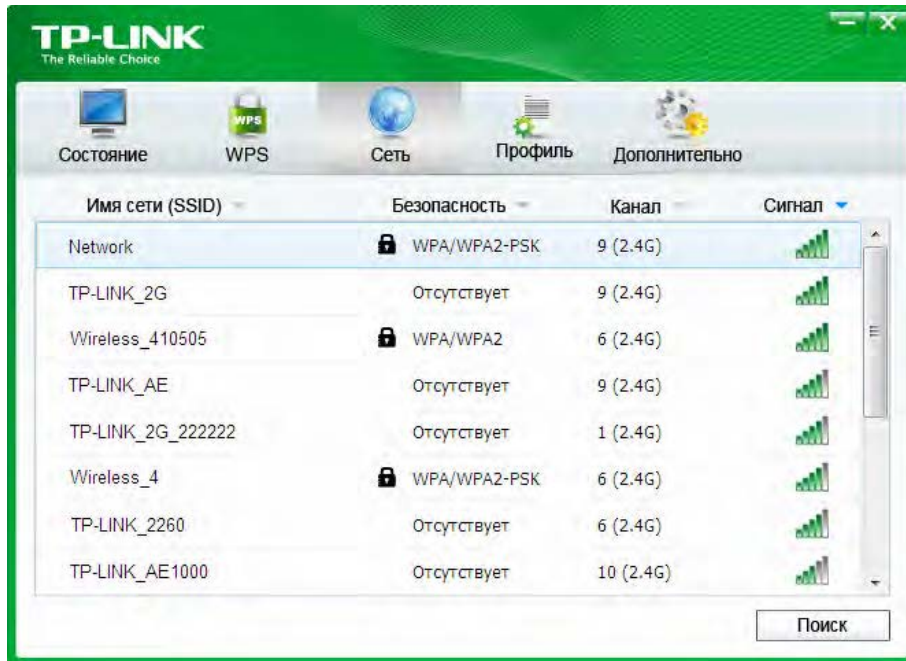 TP-LINK
The Reliable Choice
WPS
Состояние WPS Сеть Профиль Дополнительно
Имя сети (SSID) Безопасность Канал Сигнал
Network WPA/WPA2-PSK 9 (2.4G)
TP-LINK_2G Отсутствует 9 (2.4G)
Wireless_410505 WPA/WPA2 6 (2.4G)
TP-LINK_AE Отсутствует 9 (2.4G)
TP-LINK_2G_222222 Отсутствует 1 (2.4G)
Wireless_4 WPA/WPA2-PSK 6 (2.4G)
TP-LINK_2260 Отсутствует 6 (2.4G)
TP-LINK_AE1000 Отсутствует 10 (2.4G)
Поиск